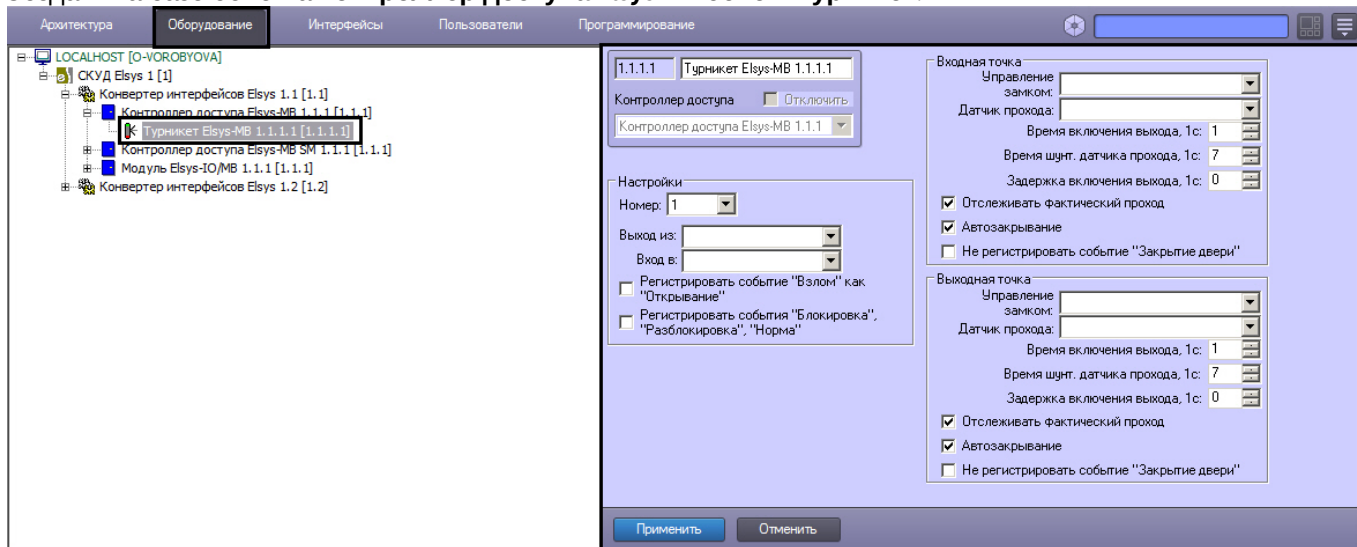 Архитектура Оборудование Интерфейсы Пользователи Программирование
LOCALHOST [O-VOROBYOVA]
СКУД Elsys 1 [1]
Конвертер интерфейсов Elsys 1.1 [1.1]
Контроллер доступа Elsys-MB 1.1.1 [1.1.1]
Турникет Elsys-MB 1.1.1.1 [1.1.1.1]
Контроллер доступа Elsys-MB SM 1.1.1 [1.1.1]
Модуль Elsys-IO/MB 1.1.1 [1.1.1]
Конвертер интерфейсов Elsys 1.2 [1.2]
1.1.1.1 Турникет Elsys-MB 1.1.1.1
Контроллер доступа Отключить
Контроллер доступа Elsys-MB 1.1.1
Настройки
Номер: 1
Выход из:
Вход в:
Регистрировать событие "Взлом" как
"Открывание"
Регистрировать события "Блокировка",
"Разблокировка", "Норма"
Входная точка
Управление
замком:
Датчик прохода:
Время включения выхода, 1с: 1
Время шунт. датчика прохода, 1с: 7
Задержка включения выхода, 1с: 0
Отслеживать фактический проход
Автозакрывание
Не регистрировать событие "Закрытие двери"
Выходная точка
Управление
замком:
Датчик прохода:
Время включения выхода, 1с: 1
Время шунт. датчика прохода, 1с: 7
Задержка включения выхода, 1с: 0
Отслеживать фактический проход
Автозакрывание
Не регистрировать событие "Закрытие двери"
Применить Отменить